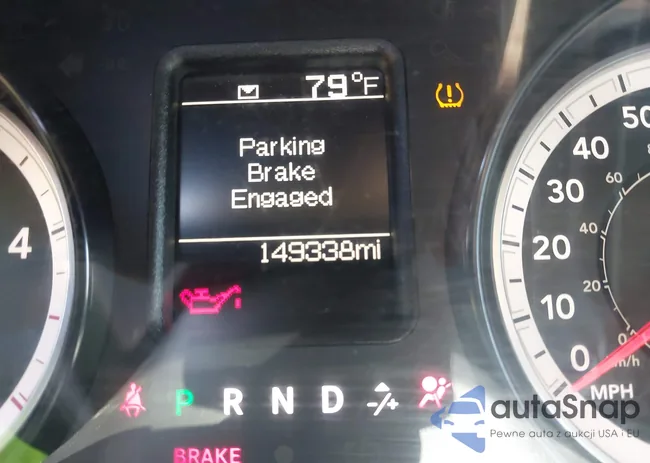 79°F
Parking
Brake
Engaged
149338mi
4
50
40
30
20
10
0
60
40
20
MPH
P R N D -/+
BRAKE
autaSnap
Pewne auta z aukcji USA i EU